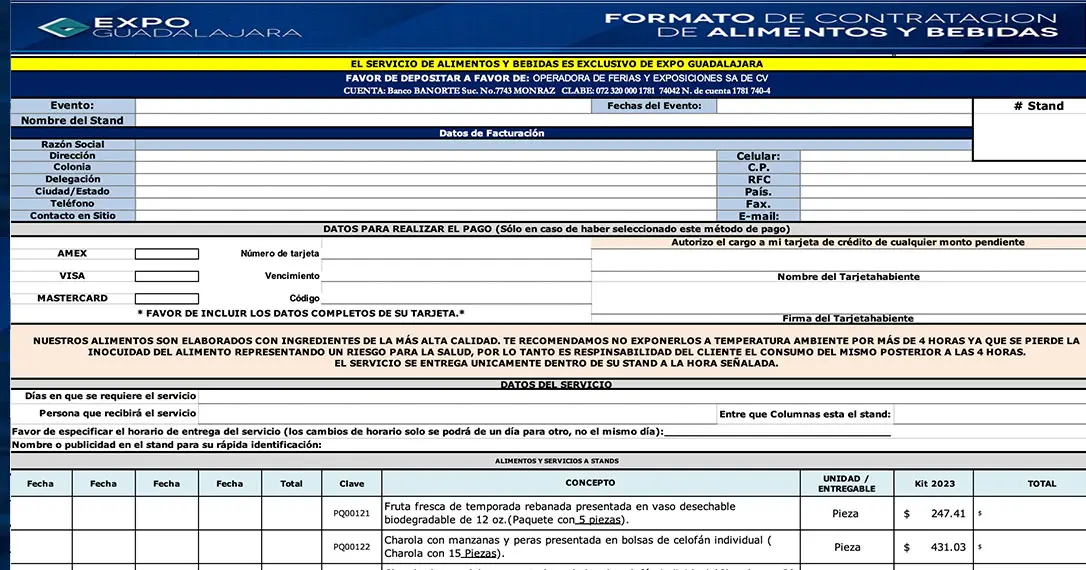 EXPO
GUADALAJARA
FORMATO DE CONTRATACION
DE ALIMENTOS Y BEBIDAS
EL SERVICIO DE ALIMENTOS Y BEBIDAS ES EXCLUSIVO DE EXPO GUADALAJARA
FAVOR DE DEPOSITAR A FAVOR DE: OPERADORA DE FERIAS Y EXPOSICIONES SA DE CV
CUENTA: Banco BANORTE Suc. No.7743 MONRAZ CLABE: 072 320 000 1781 74042 N. de cuenta 1781 740-4
Evento: Fechas del Evento: # Stand
Nombre del Stand
Datos de Facturación
Razón Social
Dirección Celular:
Colonia C.P.
Delegación RFC
Ciudad/Estado País.
Teléfono Fax.
Contacto en Sitio E-mail:
DATOS PARA REALIZAR EL PAGO (Sólo en caso de haber seleccionado este método de pago)
Autorizo el cargo a mi tarjeta de crédito de cualquier monto pendiente
AMEX Número de tarjeta
VISA Vencimiento Nombre del Tarjetahabiente
MASTERCARD Código
* FAVOR DE INCLUIR LOS DATOS COMPLETOS DE SU TARJETA.*
Firma del Tarjetahabiente
NUESTROS ALIMENTOS SON ELABORADOS CON INGREDIENTES DE LA MÁS ALTA CALIDAD. TE RECOMENDAMOS NO EXPONERLOS A TEMPERATURA AMBIENTE POR MÁS DE 4 HORAS YA QUE SE PIERDE LA
INOCUIDAD DEL ALIMENTO REPRESENTANDO UN RIESGO PARA LA SALUD, POR LO TANTO ES RESPINSABILIDAD DEL CLIENTE EL CONSUMO DEL MISMO POSTERIOR A LAS 4 HORAS.
EL SERVICIO SE ENTREGA UNICAMENTE DENTRO DE SU STAND A LA HORA SEÑALADA.
DATOS DEL SERVICIO
Días en que se requiere el servicio
Persona que recibirá el servicio Entre que Columnas esta el stand:
Favor de especificar el horario de entrega del servicio (los cambios de horario solo se podrá de un día para otro, no el mismo día):
Nombre o publicidad en el stand para su rápida identificación:
ALIMENTOS Y SERVICIOS A STANDS
Fecha Fecha Fecha Fecha Total Clave CONCEPTO UNIDAD / ENTREGABLE Kit 2023 TOTAL
PQ00121 Fruta fresca de temporada rebanada presentada en vaso desechable
biodegradable de 12 oz.(Paquete con 5 piezas). Pieza $ 247.41 $
PQ00122 Charola con manzanas y peras presentada en bolsas de celofán individual (
Charola con 15 Piezas). Pieza $ 431.03 $